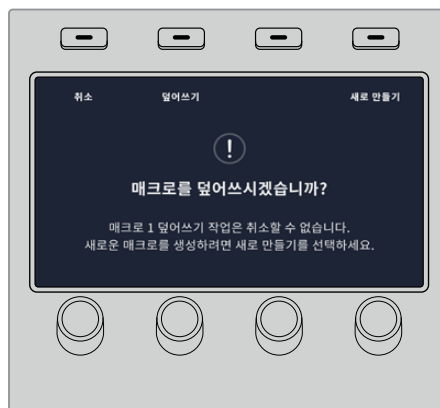 취소 덮어쓰기 새로 만들기
매크로를 덮어쓰시겠습니까?
매크로 1 덮어쓰기 작업은 취소할 수 없습니다.
새로운 매크로를 생성하려면 새로 만들기를 선택하세요.